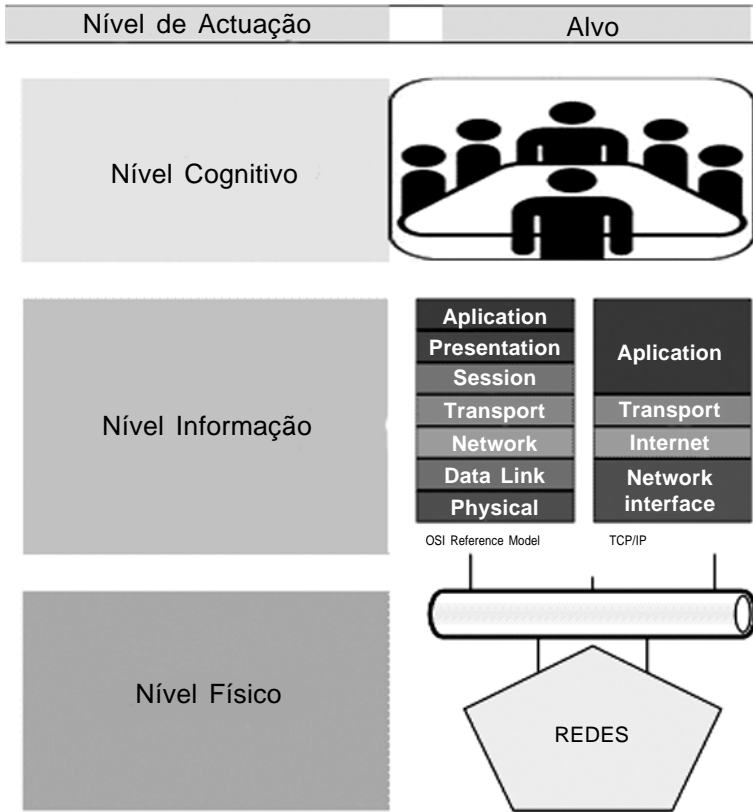 Nível de Actuação
Alvo
Nível Cognitivo
Nível Informação
Aplication
Presentation
Session
Transport
Network
Data Link
Physical
OSI Reference Model
Aplication
Transport
Internet
Network
interface
TCP/IP
Nível Físico
REDES